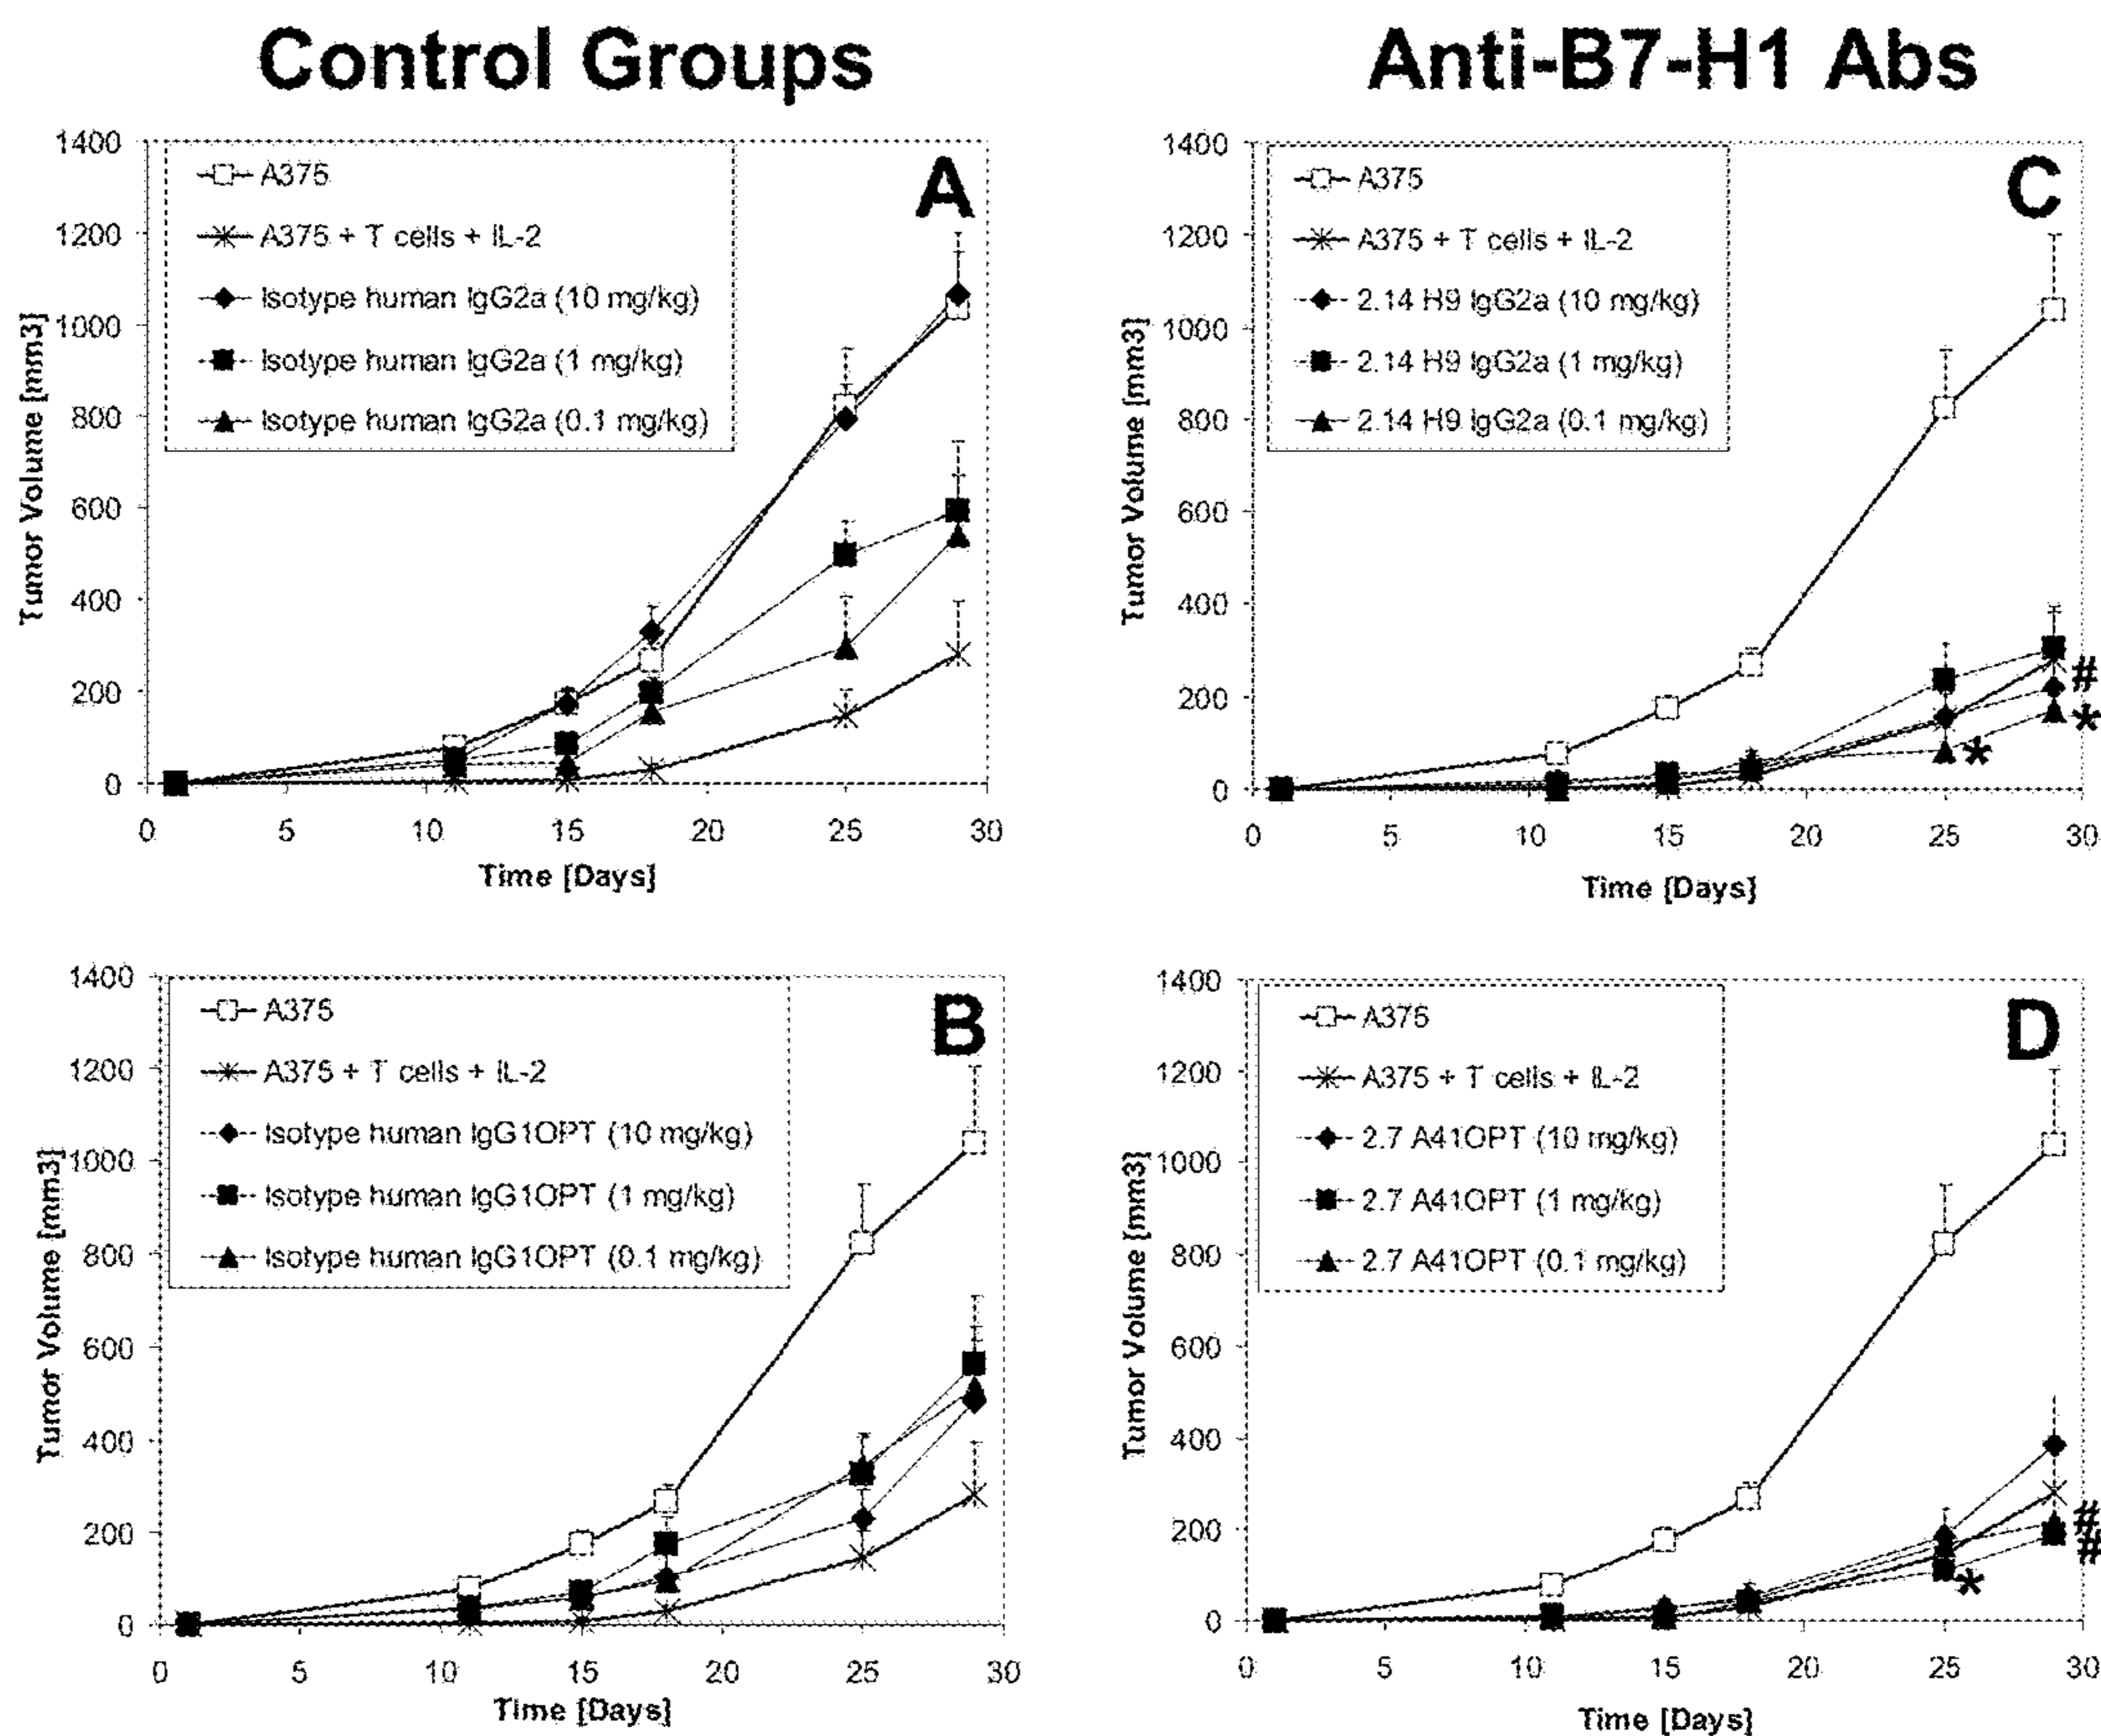 Control Groups
Anti-B7-H1 Abs
A
A375
A375 + T cells + IL-2
Isotype human IgG2a (10 mg/kg)
Isotype human IgG2a (1 mg/kg)
Isotype human IgG2a (0.1 mg/kg)
Tumor Volume [mm3]
1400
1200
1000
800
600
400
200
0
0 5 10 15 20 25 30
Time [Days]
C
A375
A375 + T cells + IL-2
2.14 H9 IgG2a (10 mg/kg)
2.14 H9 IgG2a (1 mg/kg)
2.14 H9 IgG2a (0.1 mg/kg)
Tumor Volume [mm3]
1400
1200
1000
800
600
400
200
0
#
*
*
0 5 10 15 20 25 30
Time [Days]
B
A375
A375 + T cells + IL-2
Isotype human IgG1OPT (10 mg/kg)
Isotype human IgG1OPT (1 mg/kg)
Isotype human IgG1OPT (0.1 mg/kg)
Tumor Volume [mm3]
1400
1200
1000
800
600
400
200
0
0 5 10 15 20 25 30
Time [Days]
D
A375
A375 + T cells + IL-2
2.7 A41OPT (10 mg/kg)
2.7 A41OPT (1 mg/kg)
2.7 A41OPT (0.1 mg/kg)
Tumor Volume [mm3]
1400
1200
1000
800
600
400
200
0
#
#
*
0 5 10 15 20 25 30
Time [Days]